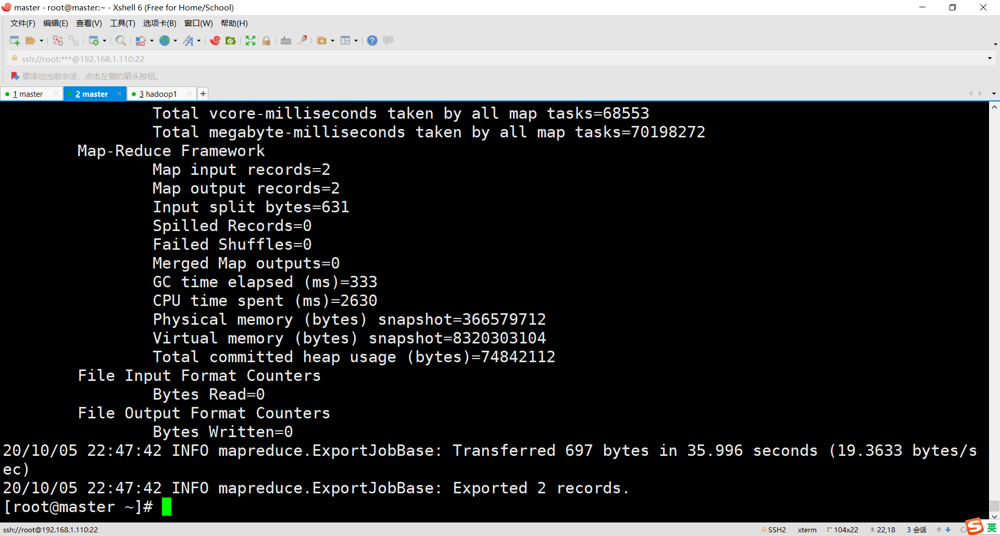 master - root@master:~ - Xshell 6 (Free for Home/School)
文件(F) 编辑(E) 查看(V) 工具(T) 选项卡(B) 窗口(W) 帮助(H)
ssh://root:***@192.168.1.110:22
要添加当前会话，点击左侧的箭头按钮。
1 master × 2 master × 3 hadoop1 × +
Total vcore-milliseconds taken by all map tasks=68553
Total megabyte-milliseconds taken by all map tasks=70198272
Map-Reduce Framework
Map input records=2
Map output records=2
Input split bytes=631
Spilled Records=0
Failed Shuffles=0
Merged Map outputs=0
GC time elapsed (ms)=333
CPU time spent (ms)=2630
Physical memory (bytes) snapshot=366579712
Virtual memory (bytes) snapshot=8320303104
Total committed heap usage (bytes)=74842112
File Input Format Counters
Bytes Read=0
File Output Format Counters
Bytes Written=0
20/10/05 22:47:42 INFO mapreduce.ExportJobBase: Transferred 697 bytes in 35.996 seconds (19.3633 bytes/s
ec)
20/10/05 22:47:42 INFO mapreduce.ExportJobBase: Exported 2 records.
[root@master ~]#
ssh://root@192.168.1.110:22 SSH2 xterm 104x22 22,18 3 会话 英